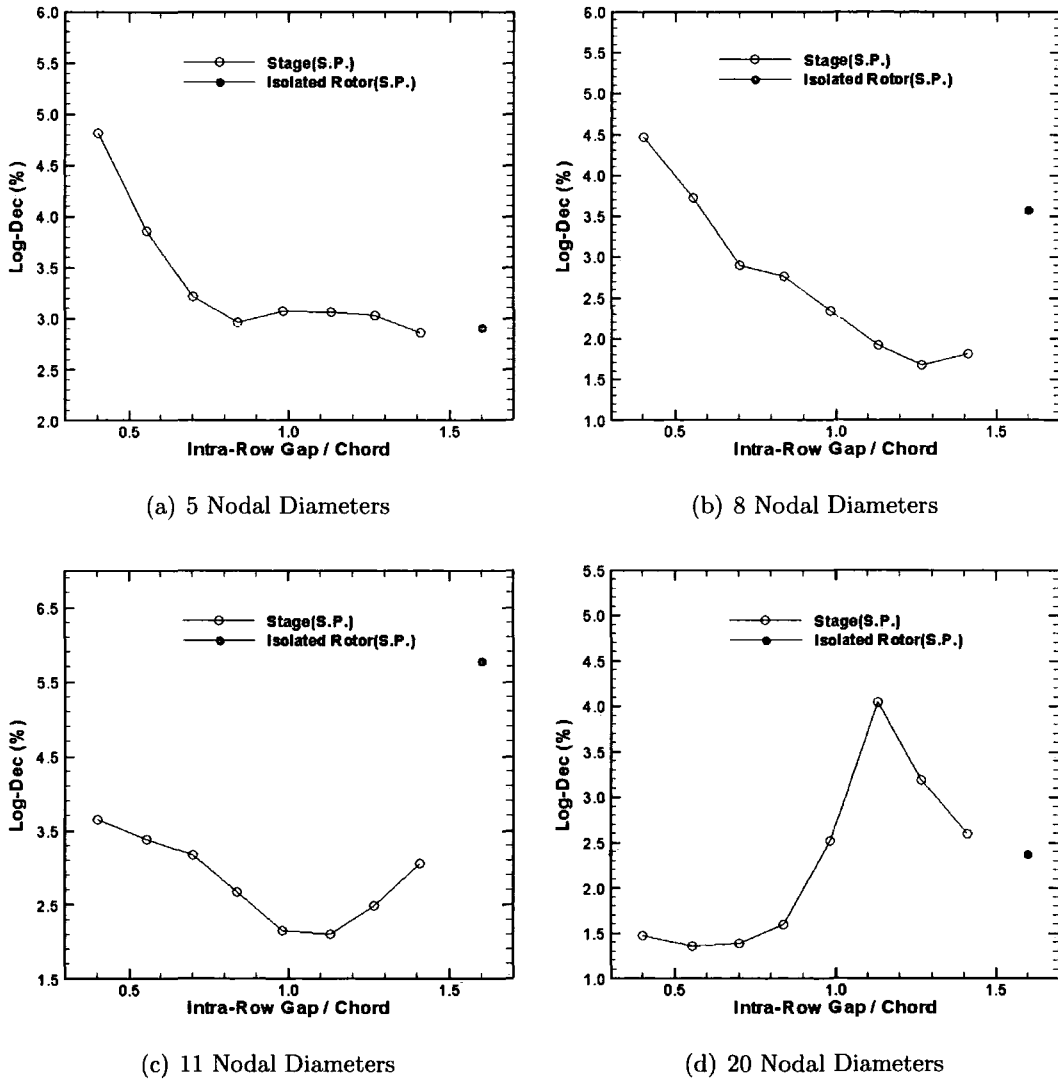 6.0
5.5
5.0
4.5
4.0
3.5
3.0
2.5
2.0
Log-Dec (%)
Stage(S.P.)
Isolated Rotor(S.P.)
0.5 1.0 1.5
Intra-Row Gap / Chord
(a) 5 Nodal Diameters
6.0
5.5
5.0
4.5
4.0
3.5
3.0
2.5
2.0
1.5
1.0
Log-Dec (%)
Stage(S.P.)
Isolated Rotor(S.P.)
0.5 1.0 1.5
Intra-Row Gap / Chord
(b) 8 Nodal Diameters
6.5
5.5
4.5
3.5
2.5
1.5
Log-Dec (%)
Stage(S.P.)
Isolated Rotor(S.P.)
0.5 1.0 1.5
Intra-Row Gap / Chord
(c) 11 Nodal Diameters
5.5
5.0
4.5
4.0
3.5
3.0
2.5
2.0
1.5
1.0
Log-Dec (%)
Stage(S.P.)
Isolated Rotor(S.P.)
0.5 1.0 1.5
Intra-Row Gap / Chord
(d) 20 Nodal Diameters